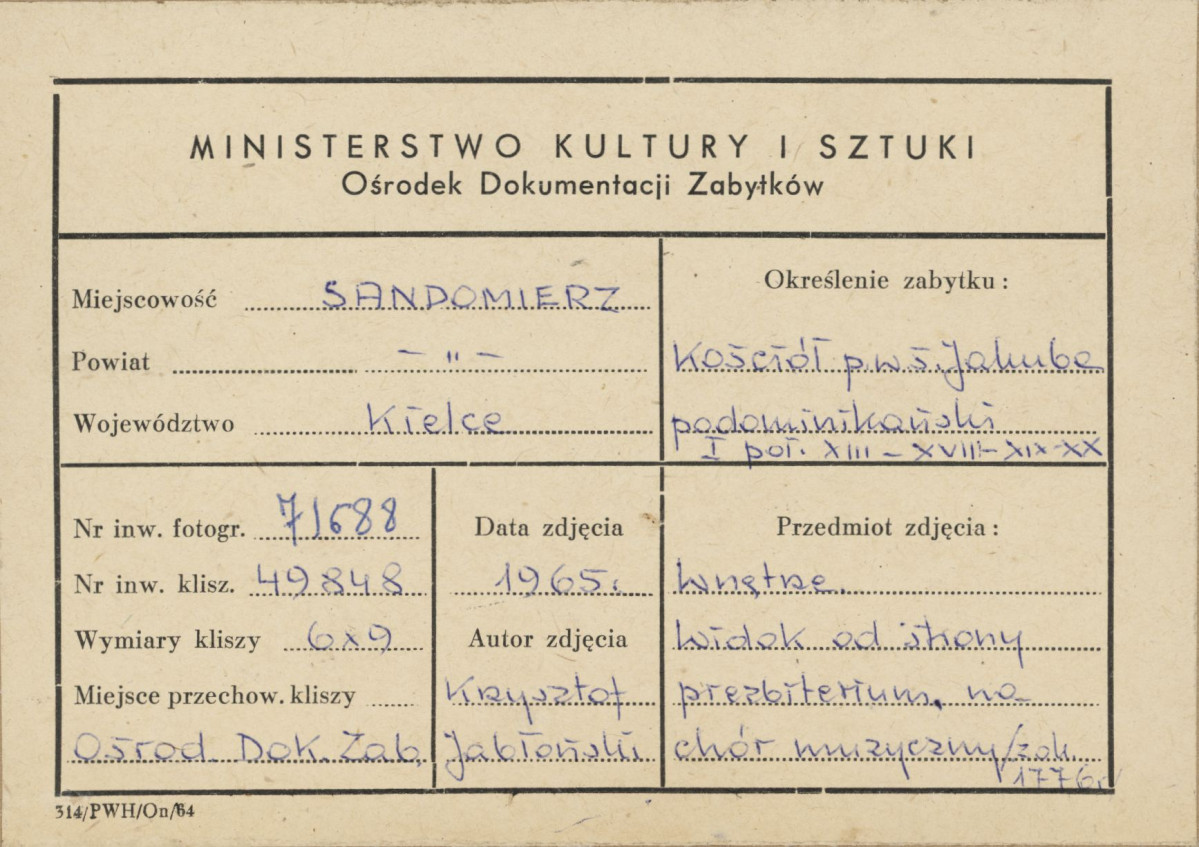 MINISTERSTWO KULTURY I SZTUKI
Ośrodek Dokumentacji Zabytków
Miejscowość SANDOMIERZ
Powiat — " —
Województwo Kielce
Określenie zabytku:
Kościół p.w. ś. Jakuba
podominikański
I poł. XIII – XVIII – XIX-XX
Nr inw. fotogr. 71688
Nr inw. klisz. 49848
Wymiary kliszy 6x9
Miejsce przechow. kliszy
Ośrod. Dok. Zab.
Data zdjęcia
1965.
Autor zdjęcia
Krzysztof
Jabłoński
Przedmiot zdjęcia:
Wnętrze.
Widok od strony
prezbiterium, na
chór muzyczny/zak.
1776r/
314/PWH/On/64